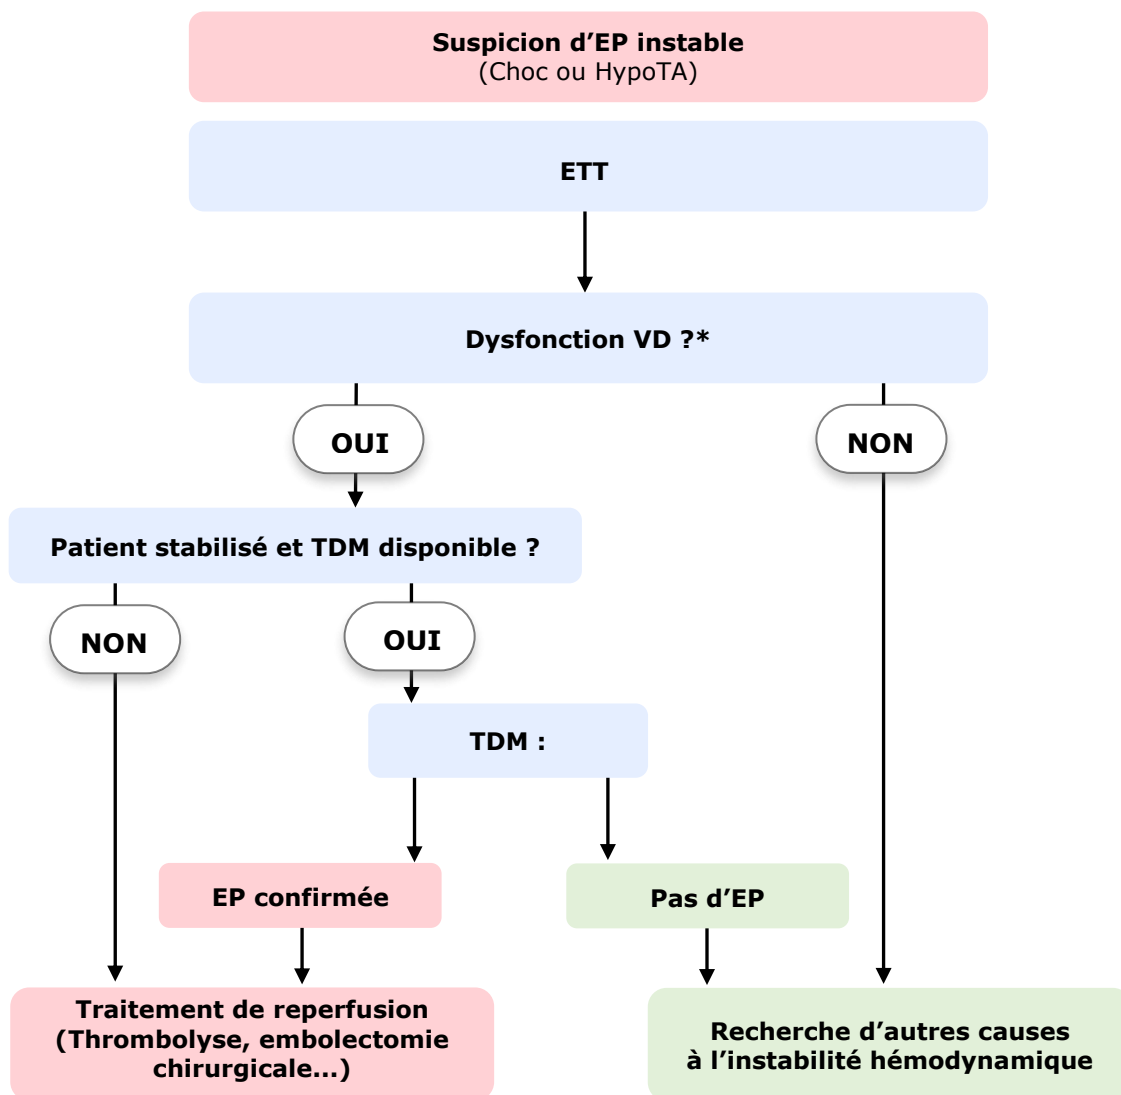 Suspicion d’EP instable
(Choc ou HypoTA)
ETT
Dysfonction VD ?*
OUI
NON
Patient stabilisé et TDM disponible ?
NON
OUI
TDM :
EP confirmée
Pas d’EP
Traitement de reperfusion
(Thrombolyse, embolectomie
chirurgicale...)
Recherche d’autres causes
à l’instabilité hémodynamique